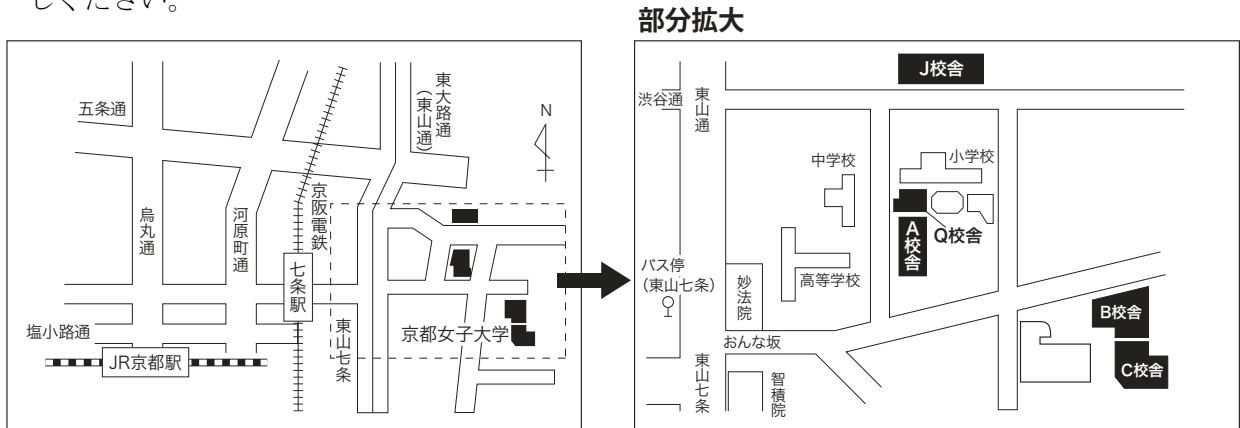 しください。
部分拡大
五条通
東大路通
（東山通）
N
烏丸通
河原町通
京阪電鉄
七条駅
塩小路通
JR京都駅
東山七条
京都女子大学
J校舎
渋谷通
東山通
中学校
小学校
A校舎
Q校舎
バス停
（東山七条）
妙法院
高等学校
おんな坂
B校舎
C校舎
東山七条
智積院